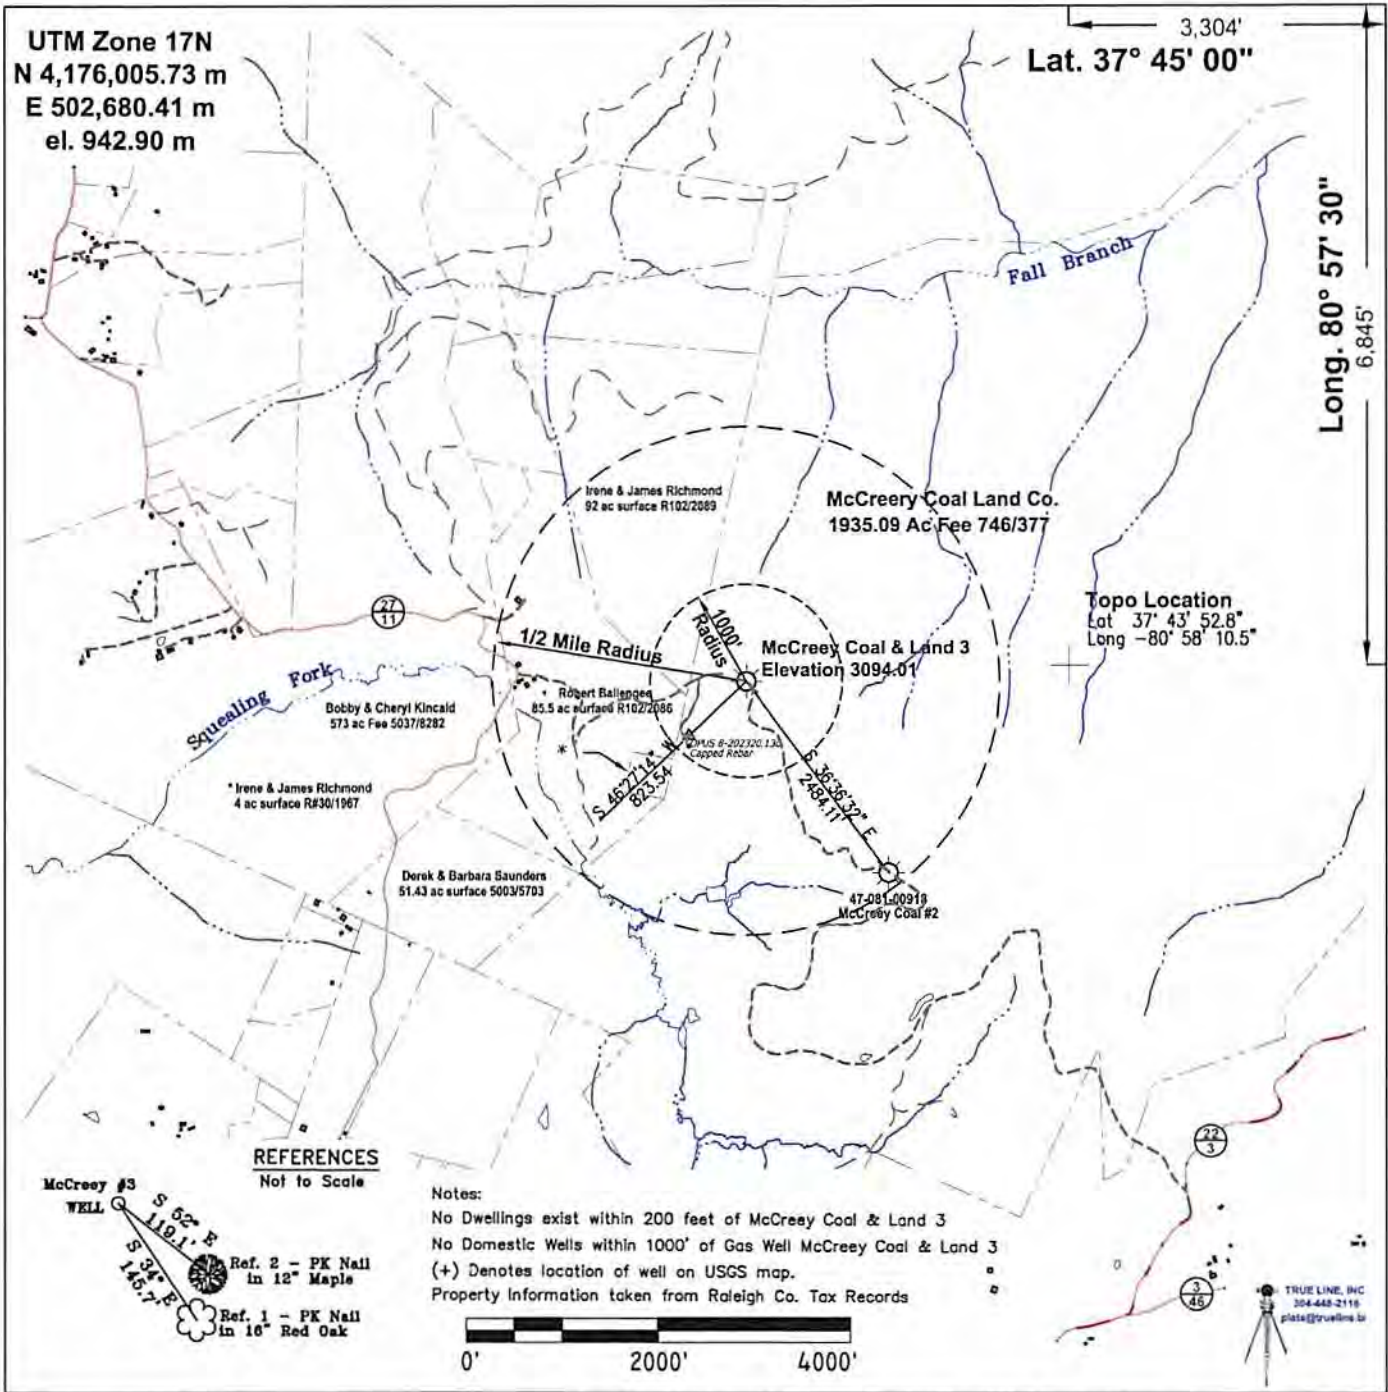 UTM Zone 17N
N 4,176,005.73 m
E 502,680.41 m
el. 942.90 m
3,304'
Lat. 37° 45' 00"
Long. 80° 57' 30"
6,845'
Fall Branch
Irene & James Richmond
92 ac surface R102/2089
McCreery Coal Land Co.
1935.09 Ac Fee 746/377
Topo Location
Lat 37° 43' 52.8"
Long -80° 58' 10.5"
27
11
1/2 Mile Radius
1000'
Radius
McCreey Coal & Land 3
Elevation 3094.01
Squealing Fork
Bobby & Cheryl Kincaid
573 ac Fee 5037/8282
Robert Ballengee
85.5 ac surface R102/2086
OPUS 8-202320.130
Capped Rebar
*
S 46°27'14" W
823.54'
S 36°36'32" E
2484.11'
* Irene & James Richmond
4 ac surface R#30/1967
Derek & Barbara Saunders
51.43 ac surface 5003/5703
McCreey Coal #2
22
3
REFERENCES
Not to Scale
McCreey #3
WELL
S 52° E
119.1'
S 34° E
145.7'
Ref. 2 - PK Nail
in 12" Maple
Ref. 1 - PK Nail
in 16" Red Oak
Notes:
No Dwellings exist within 200 feet of McCreey Coal & Land 3
No Domestic Wells within 1000' of Gas Well McCreey Coal & Land 3
(+) Denotes location of well on USGS map.
Property Information taken from Raleigh Co. Tax Records
0' 2000' 4000'
3
46
TRUE LINE, INC
304-448-2116